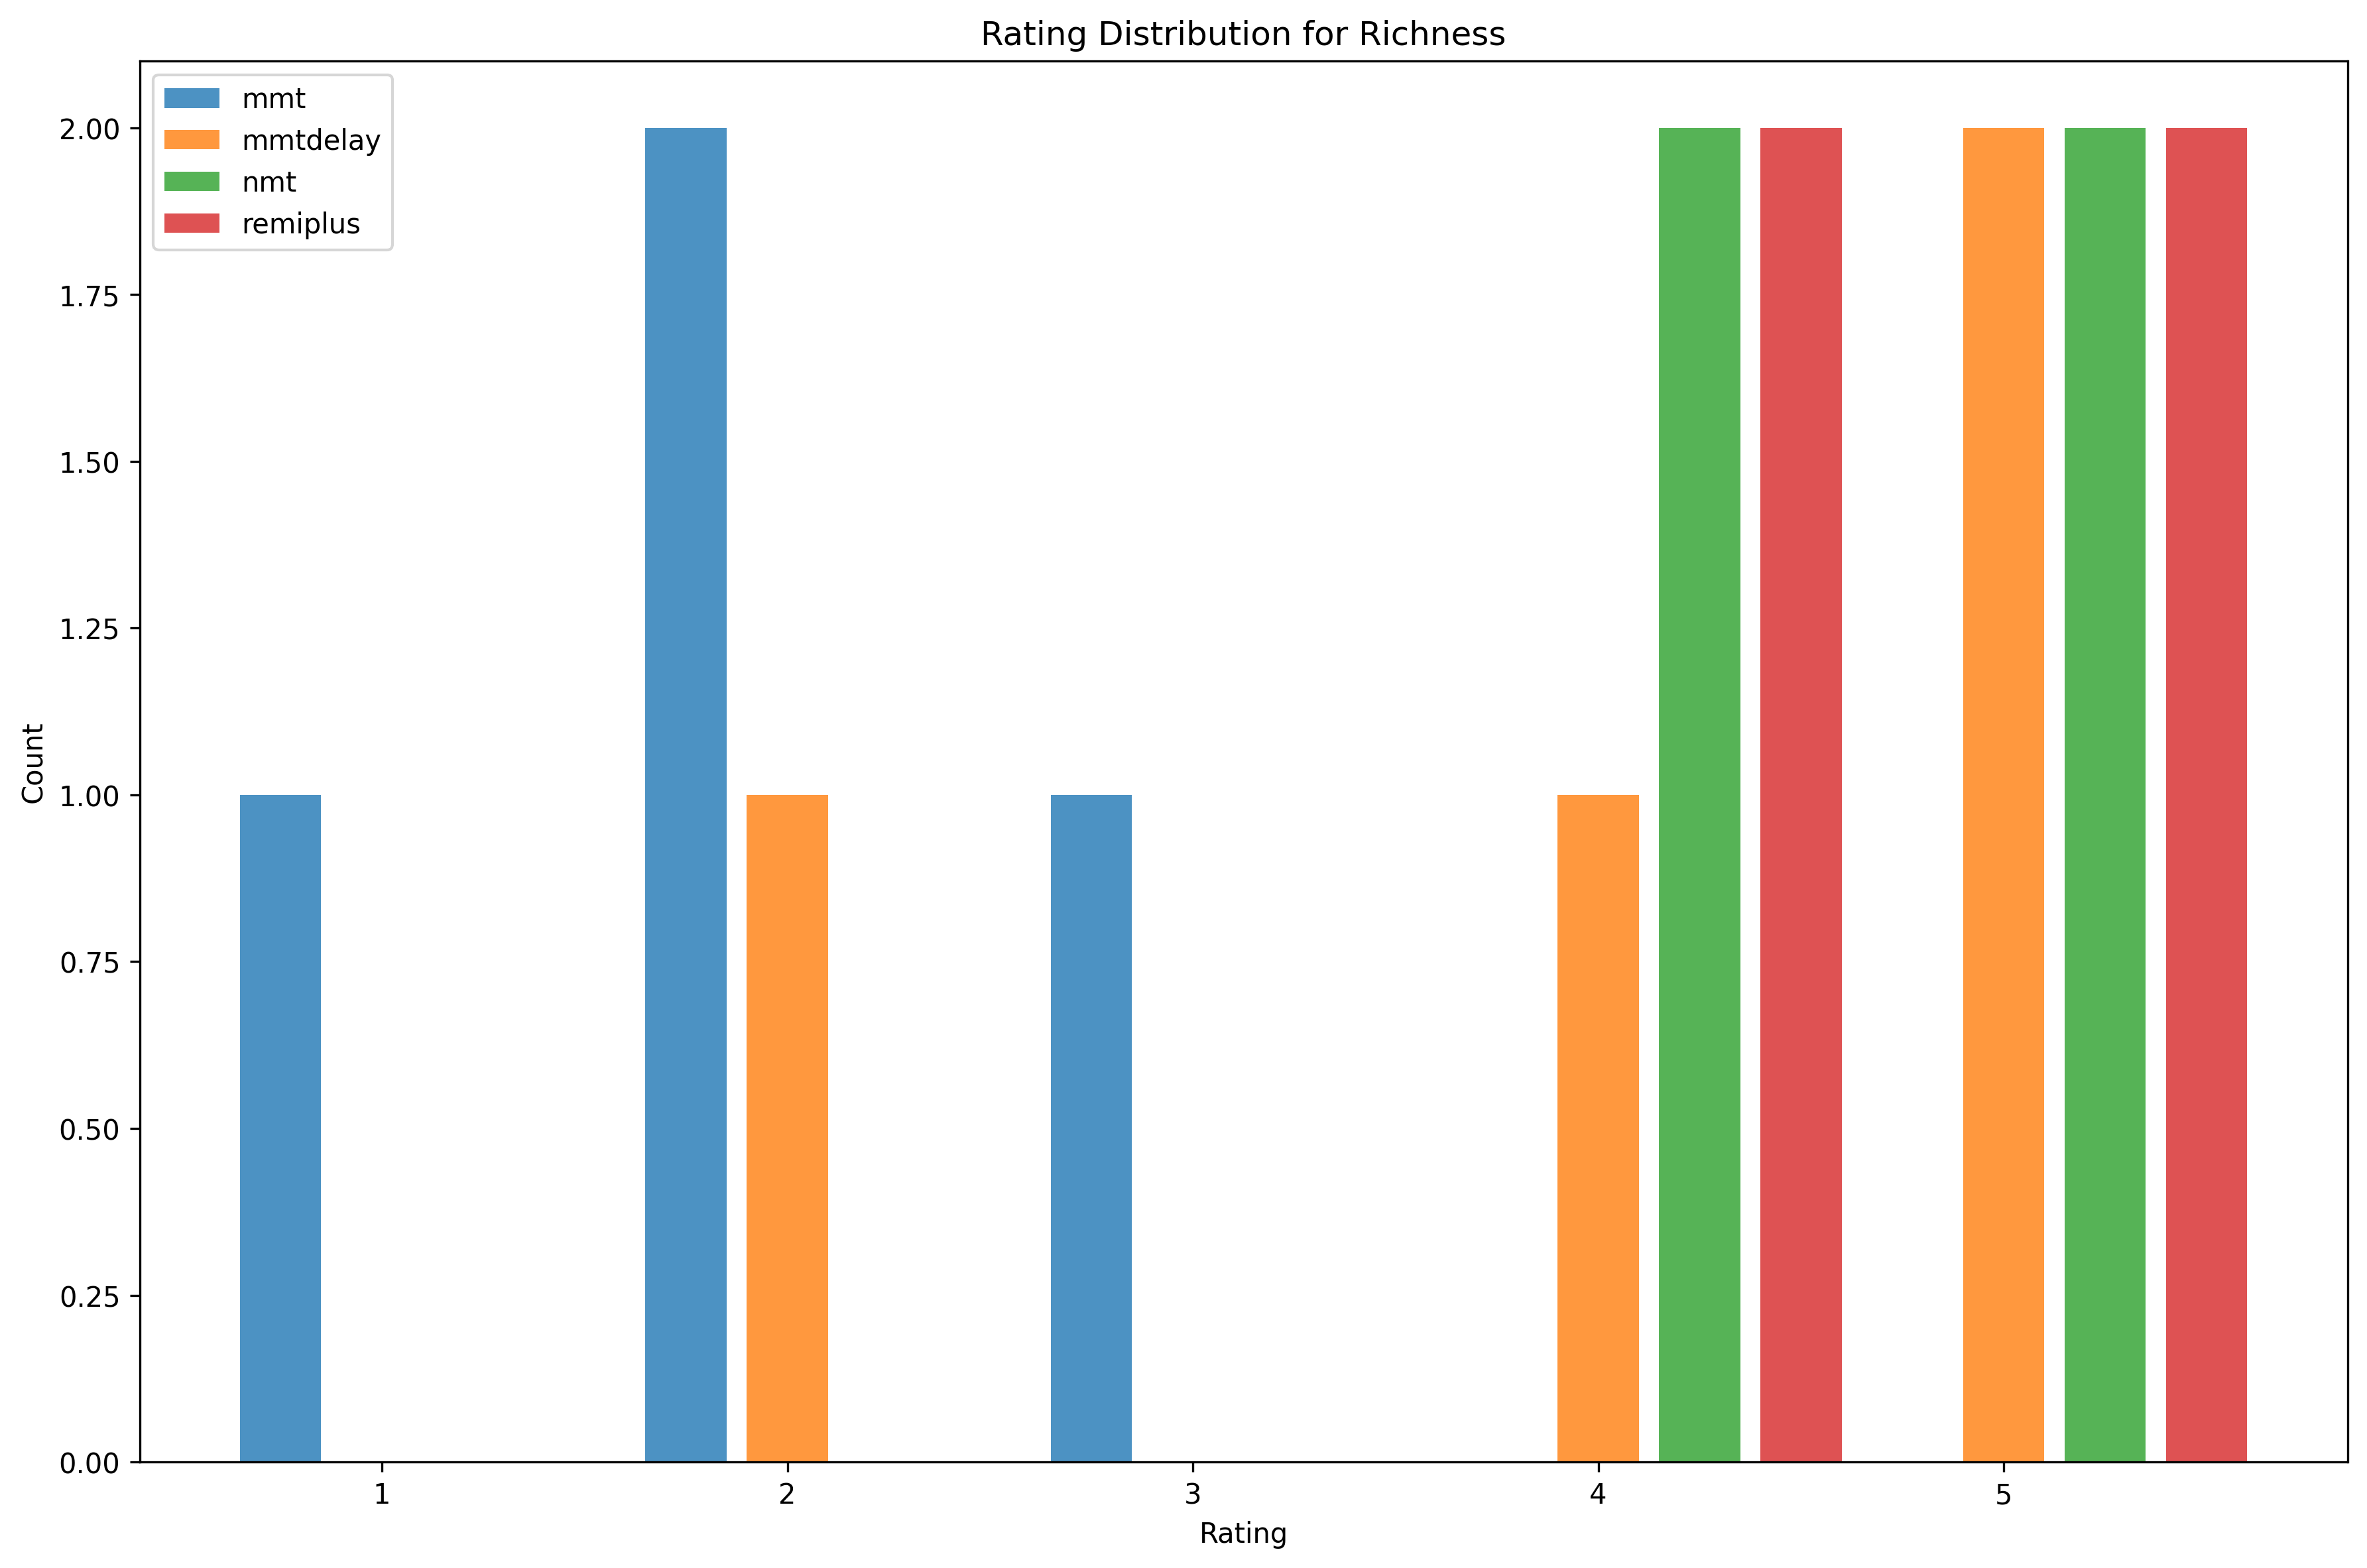 Rating Distribution for Richness
mmt
mmtdelay
nmt
remiplus
2.00
1.75
1.50
1.25
1.00
0.75
0.50
0.25
0.00
Count
1 2 3 4 5
Rating